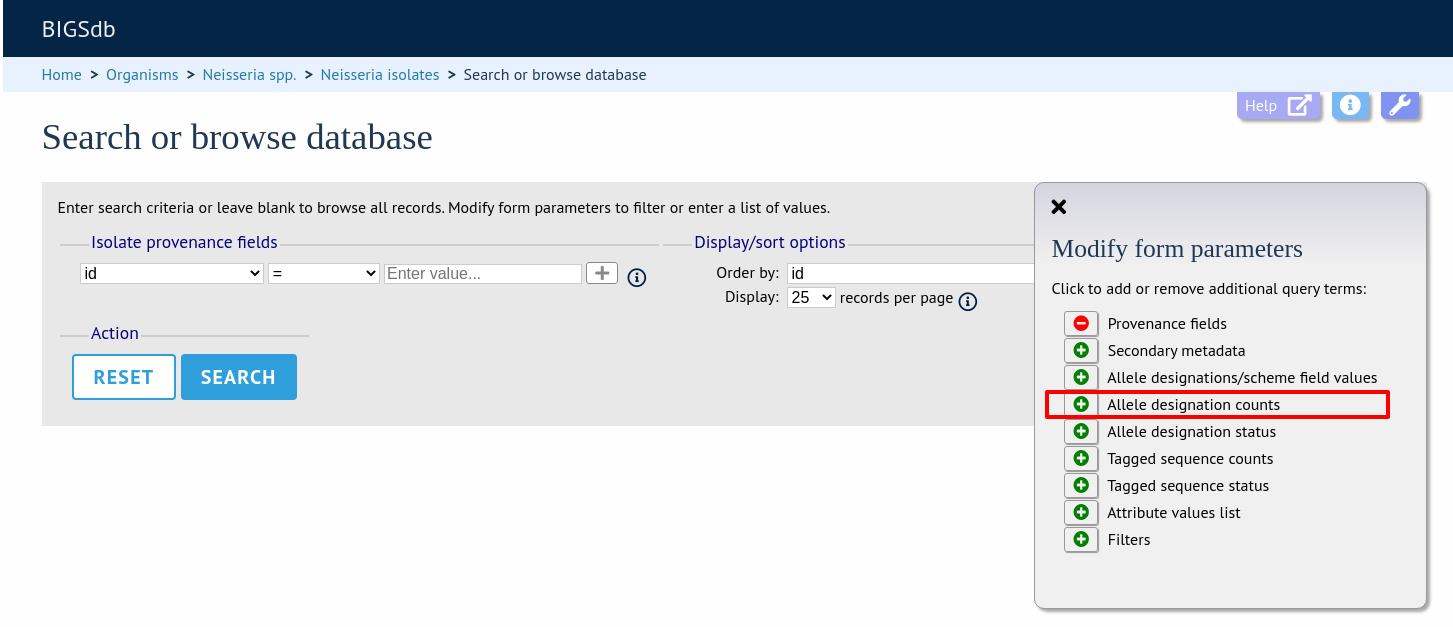 BIGSdb
Home > Organisms > Neisseria spp. > Neisseria isolates > Search or browse database
Help
Search or browse database
Enter search criteria or leave blank to browse all records. Modify form parameters to filter or enter a list of values.
Isolate provenance fields
id = Enter value... +
Display/sort options
Order by: id
Display: 25 records per page
Action
RESET SEARCH
Modify form parameters
Click to add or remove additional query terms:
Provenance fields
Secondary metadata
Allele designations/scheme field values
Allele designation counts
Allele designation status
Tagged sequence counts
Tagged sequence status
Attribute values list
Filters